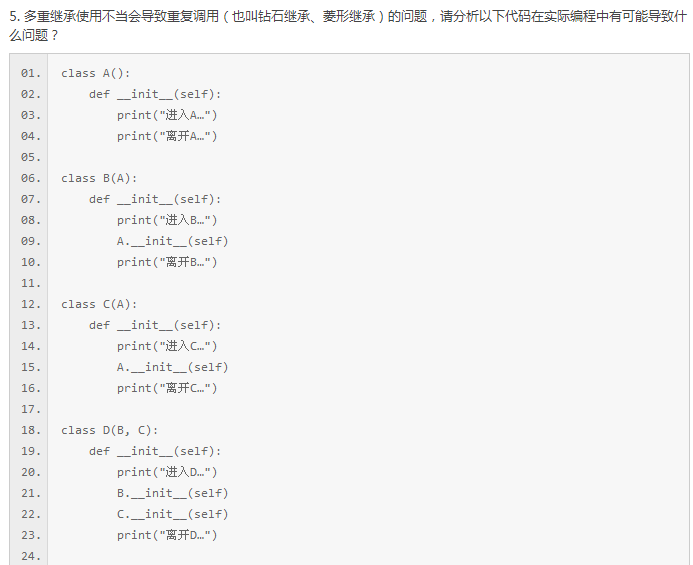 5. 多重继承使用不当会导致重复调用（也叫钻石继承、菱形继承）的问题，请分析以下代码在实际编程中有可能导致什
么问题？
01. class A():
02.     def __init__(self):
03.         print("进入A…")
04.         print("离开A…")
05.
06. class B(A):
07.     def __init__(self):
08.         print("进入B…")
09.         A.__init__(self)
10.         print("离开B…")
11.
12. class C(A):
13.     def __init__(self):
14.         print("进入C…")
15.         A.__init__(self)
16.         print("离开C…")
17.
18. class D(B, C):
19.     def __init__(self):
20.         print("进入D…")
21.         B.__init__(self)
22.         C.__init__(self)
23.         print("离开D…")
24.